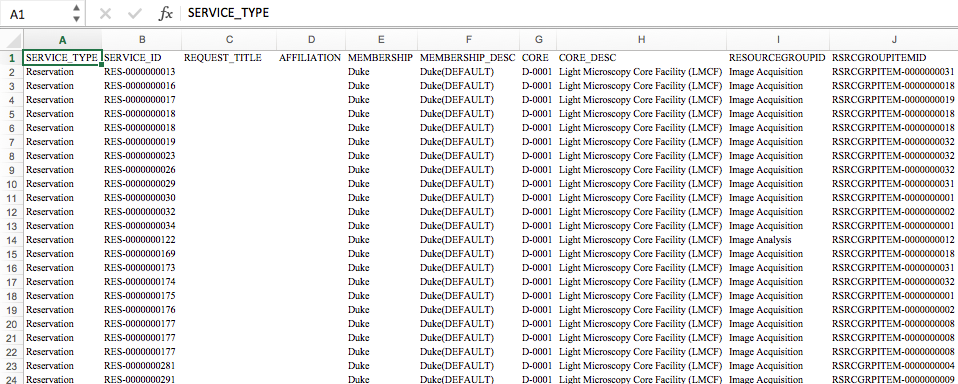 A1 fx SERVICE_TYPE
A B C D E F G H I J
1 SERVICE_TYPE SERVICE_ID REQUEST_TITLE AFFILIATION MEMBERSHIP MEMBERSHIP_DESC CORE CORE_DESC RESOURCEGROUPID RSRCGROUPITEMID
2 Reservation RES-0000000013 Duke Duke(DEFAULT) D-0001 Light Microscopy Core Facility (LMCF) Image Acquisition RSRCGRPITEM-0000000031
3 Reservation RES-0000000016 Duke Duke(DEFAULT) D-0001 Light Microscopy Core Facility (LMCF) Image Acquisition RSRCGRPITEM-0000000018
4 Reservation RES-0000000017 Duke Duke(DEFAULT) D-0001 Light Microscopy Core Facility (LMCF) Image Acquisition RSRCGRPITEM-0000000019
5 Reservation RES-0000000018 Duke Duke(DEFAULT) D-0001 Light Microscopy Core Facility (LMCF) Image Acquisition RSRCGRPITEM-0000000018
6 Reservation RES-0000000018 Duke Duke(DEFAULT) D-0001 Light Microscopy Core Facility (LMCF) Image Acquisition RSRCGRPITEM-0000000018
7 Reservation RES-0000000019 Duke Duke(DEFAULT) D-0001 Light Microscopy Core Facility (LMCF) Image Acquisition RSRCGRPITEM-0000000032
8 Reservation RES-0000000023 Duke Duke(DEFAULT) D-0001 Light Microscopy Core Facility (LMCF) Image Acquisition RSRCGRPITEM-0000000032
9 Reservation RES-0000000026 Duke Duke(DEFAULT) D-0001 Light Microscopy Core Facility (LMCF) Image Acquisition RSRCGRPITEM-0000000032
10 Reservation RES-0000000029 Duke Duke(DEFAULT) D-0001 Light Microscopy Core Facility (LMCF) Image Acquisition RSRCGRPITEM-0000000031
11 Reservation RES-0000000030 Duke Duke(DEFAULT) D-0001 Light Microscopy Core Facility (LMCF) Image Acquisition RSRCGRPITEM-0000000001
12 Reservation RES-0000000032 Duke Duke(DEFAULT) D-0001 Light Microscopy Core Facility (LMCF) Image Acquisition RSRCGRPITEM-0000000002
13 Reservation RES-0000000034 Duke Duke(DEFAULT) D-0001 Light Microscopy Core Facility (LMCF) Image Acquisition RSRCGRPITEM-0000000001
14 Reservation RES-0000000122 Duke Duke(DEFAULT) D-0001 Light Microscopy Core Facility (LMCF) Image Analysis RSRCGRPITEM-0000000012
15 Reservation RES-0000000169 Duke Duke(DEFAULT) D-0001 Light Microscopy Core Facility (LMCF) Image Acquisition RSRCGRPITEM-0000000018
16 Reservation RES-0000000173 Duke Duke(DEFAULT) D-0001 Light Microscopy Core Facility (LMCF) Image Acquisition RSRCGRPITEM-0000000031
17 Reservation RES-0000000174 Duke Duke(DEFAULT) D-0001 Light Microscopy Core Facility (LMCF) Image Acquisition RSRCGRPITEM-0000000032
18 Reservation RES-0000000175 Duke Duke(DEFAULT) D-0001 Light Microscopy Core Facility (LMCF) Image Acquisition RSRCGRPITEM-0000000001
19 Reservation RES-0000000176 Duke Duke(DEFAULT) D-0001 Light Microscopy Core Facility (LMCF) Image Acquisition RSRCGRPITEM-0000000002
20 Reservation RES-0000000177 Duke Duke(DEFAULT) D-0001 Light Microscopy Core Facility (LMCF) Image Acquisition RSRCGRPITEM-0000000008
21 Reservation RES-0000000177 Duke Duke(DEFAULT) D-0001 Light Microscopy Core Facility (LMCF) Image Acquisition RSRCGRPITEM-0000000008
22 Reservation RES-0000000177 Duke Duke(DEFAULT) D-0001 Light Microscopy Core Facility (LMCF) Image Acquisition RSRCGRPITEM-0000000008
23 Reservation RES-0000000281 Duke Duke(DEFAULT) D-0001 Light Microscopy Core Facility (LMCF) Image Acquisition RSRCGRPITEM-0000000004
24 Reservation RES-0000000291 Duke Duke(DEFAULT) D-0001 Light Microscopy Core Facility (LMCF) Image Acquisition RSRCGRPITEM-0000000009